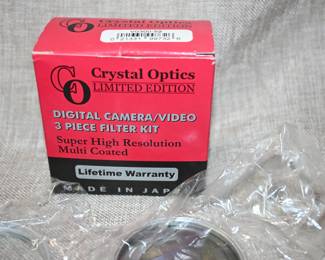 CO
Crystal Optics
LIMITED EDITION
DIGITAL CAMERA/VIDEO
3 PIECE FILTER KIT
Super High Resolution
Multi Coated
Lifetime Warranty
MADE IN JAP